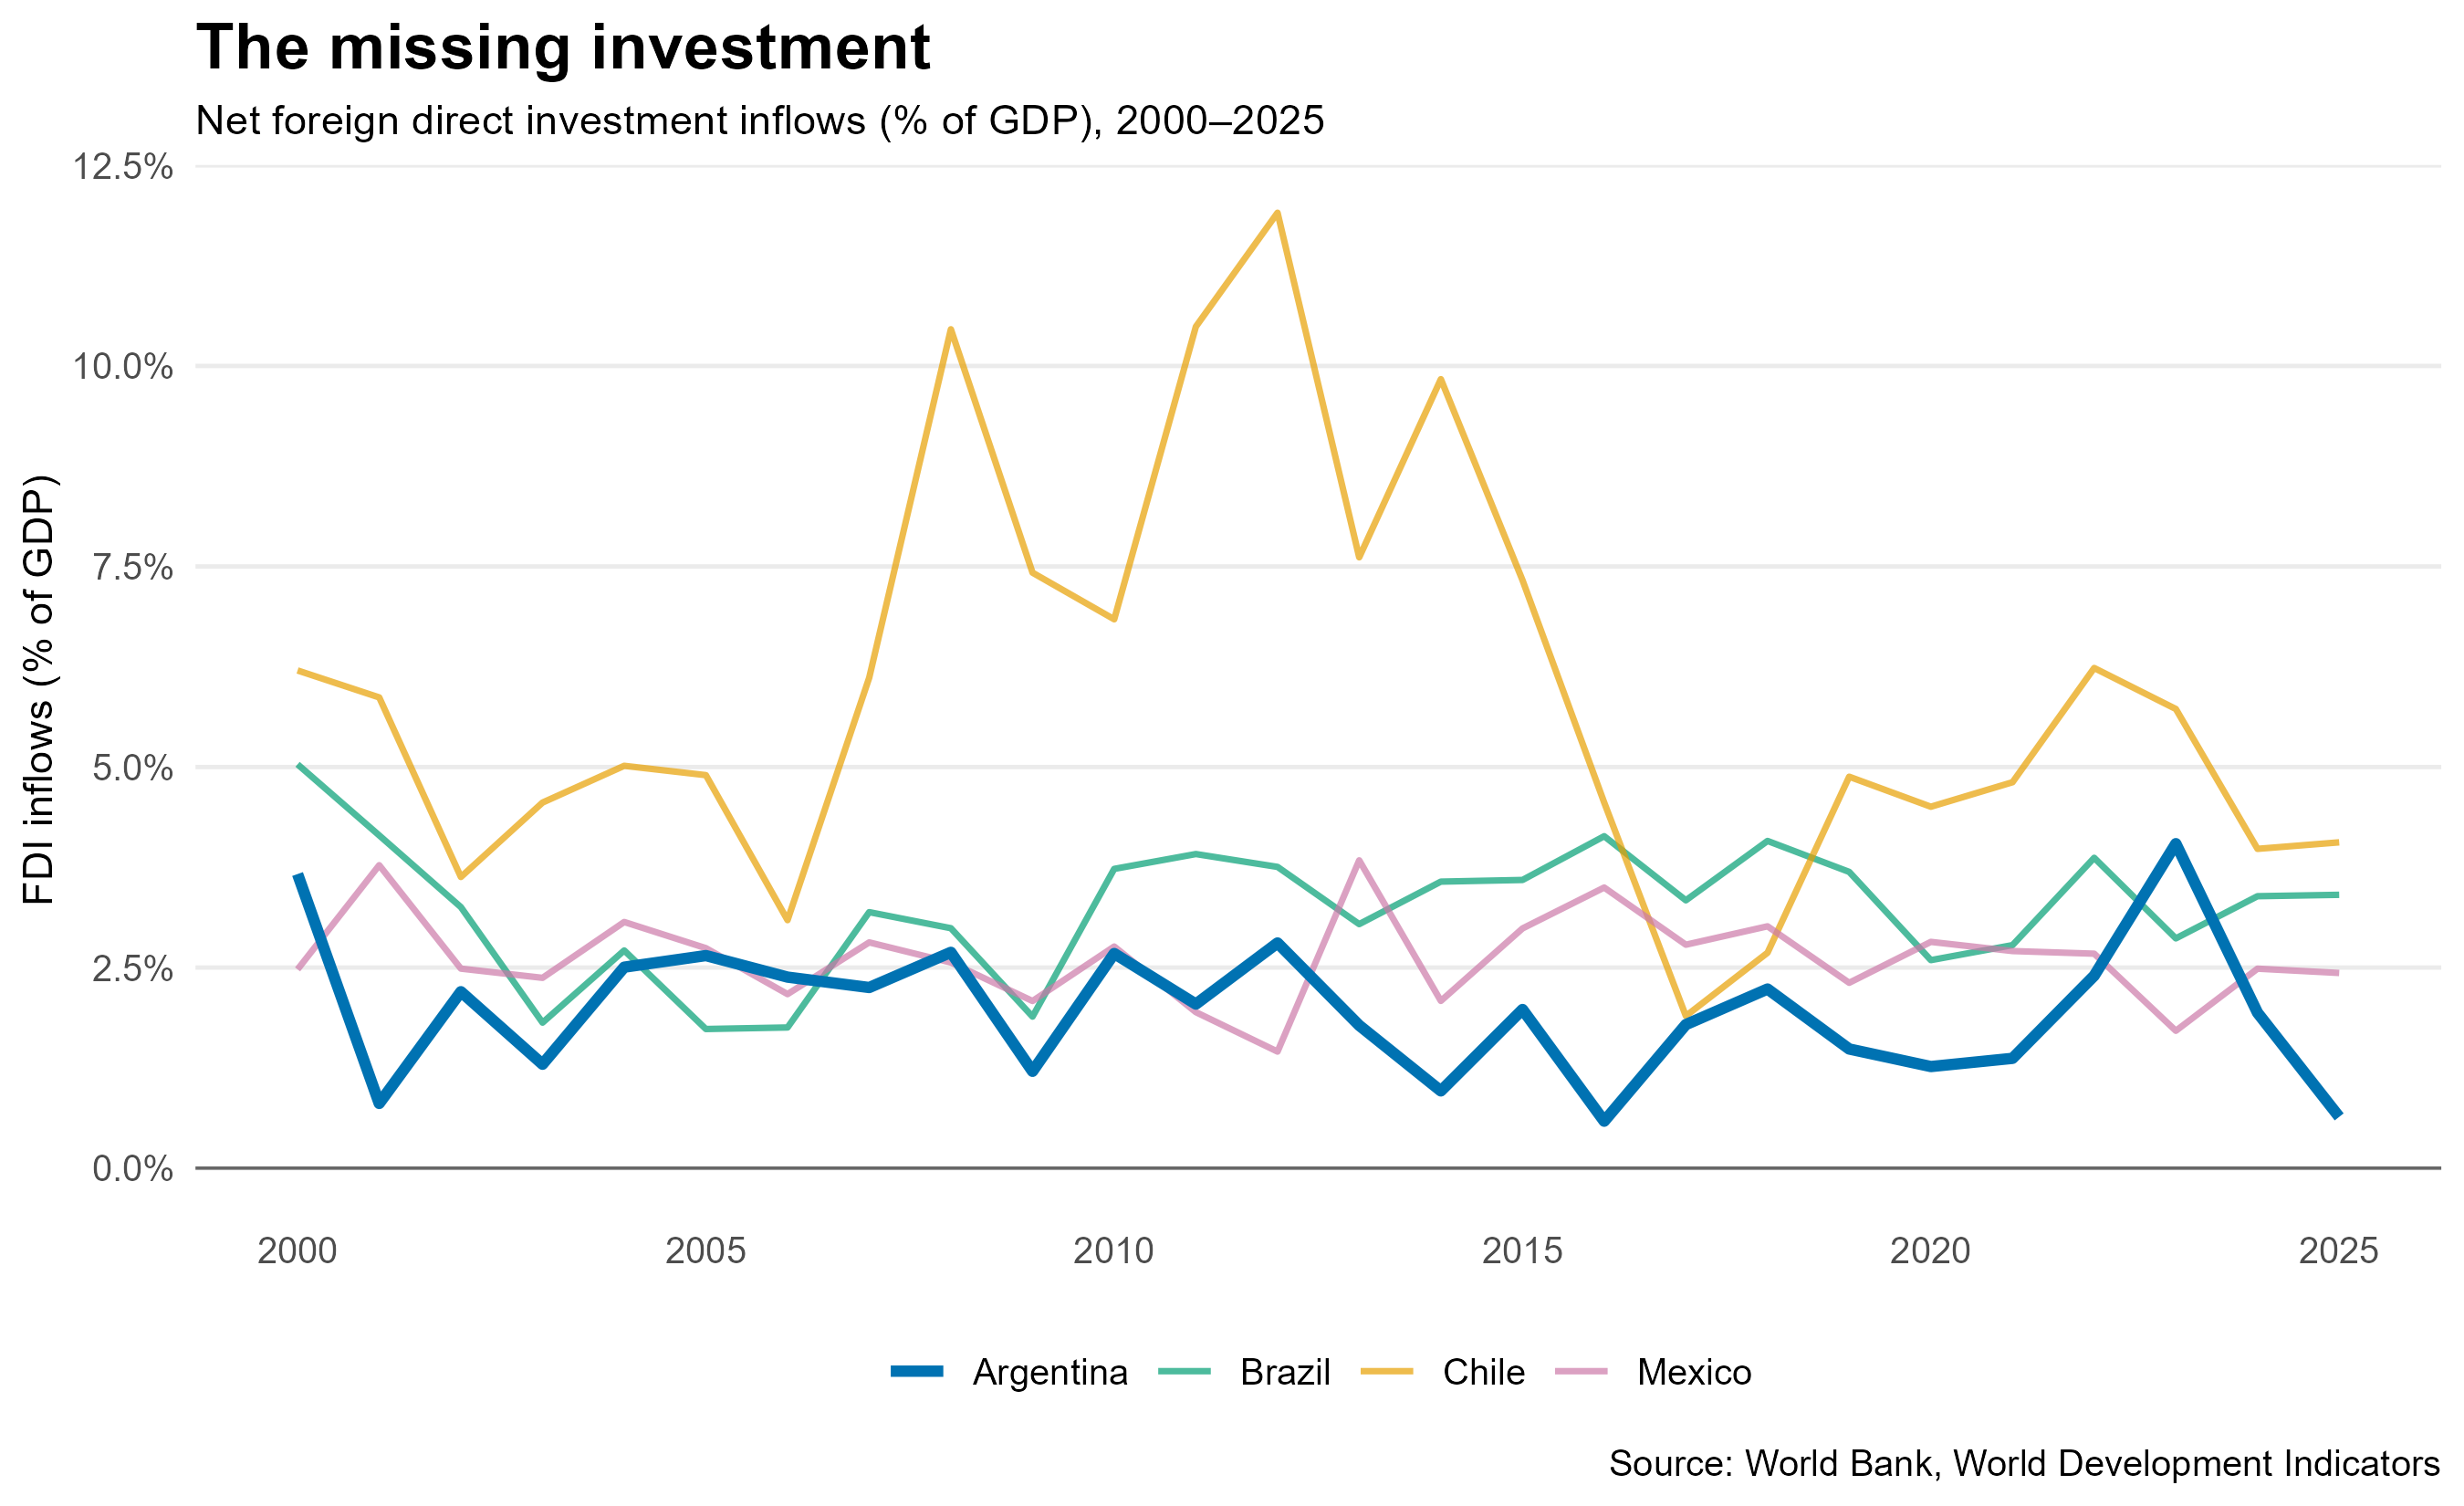 The missing investment
Net foreign direct investment inflows (% of GDP), 2000–2025
FDI inflows (% of GDP)
12.5%
10.0%
7.5%
5.0%
2.5%
0.0%
2000 2005 2010 2015 2020 2025
Argentina Brazil Chile Mexico
Source: World Bank, World Development Indicators